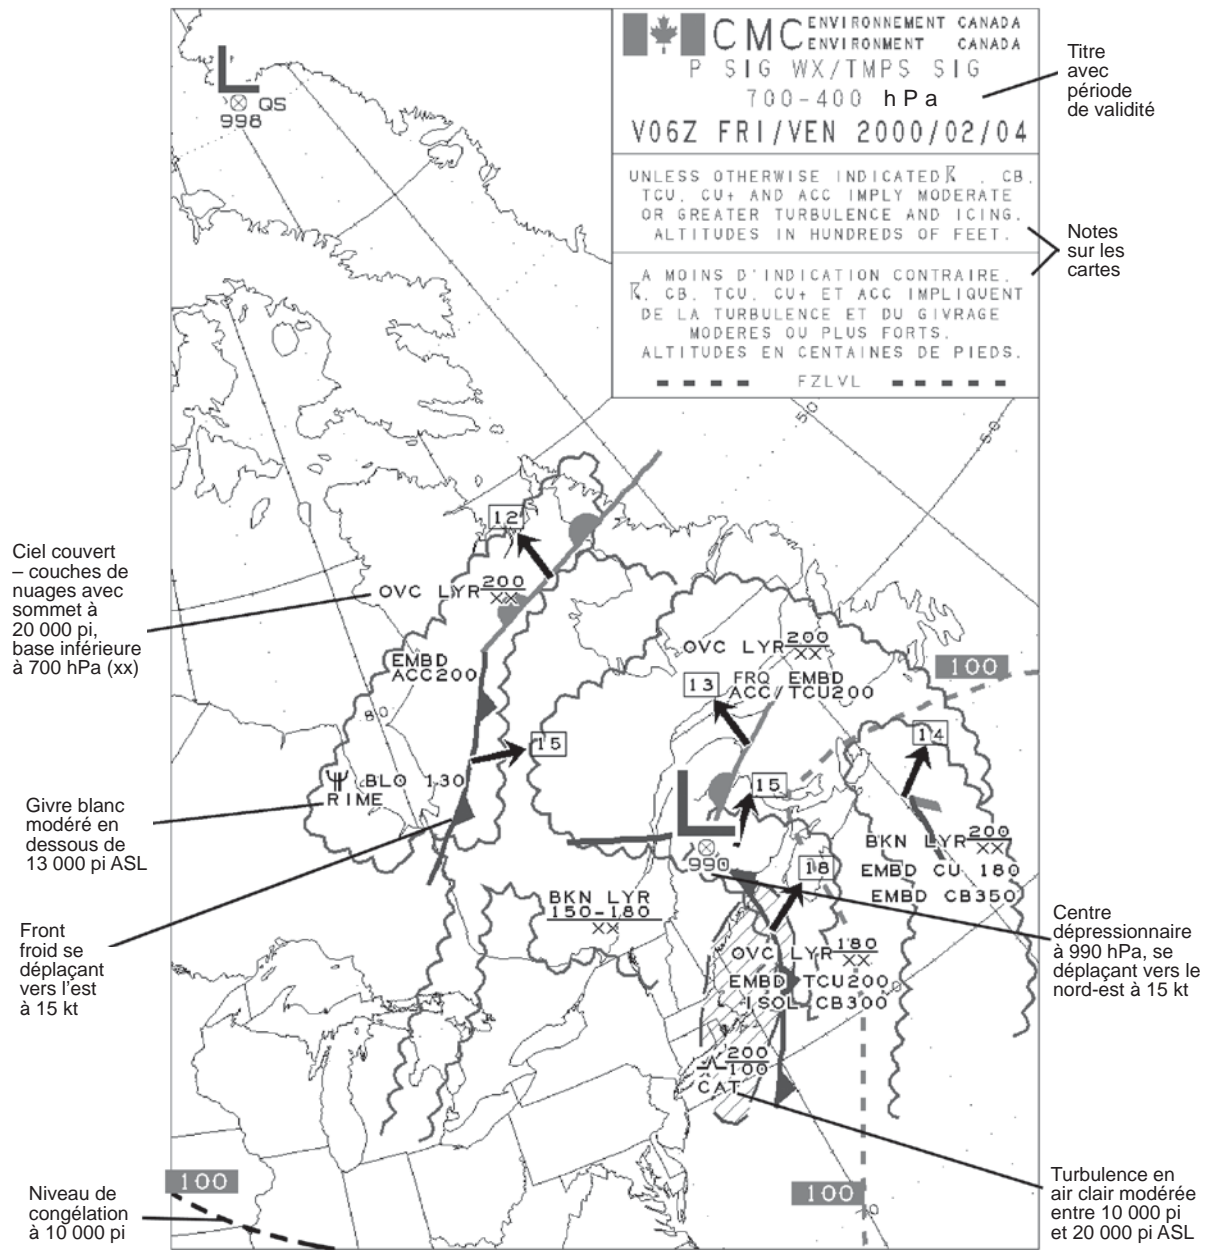 ENVIRONNEMENT CANADA
CMC ENVIRONMENT CANADA
P SIG WX/TMPS SIG
700-400 hPa
V06Z FRI/VEN 2000/02/04
UNLESS OTHERWISE INDICATED , CB,
TCU, CU+ AND ACC IMPLY MODERATE
OR GREATER TURBULENCE AND ICING.
ALTITUDES IN HUNDREDS OF FEET.
A MOINS D'INDICATION CONTRAIRE,
, CB, TCU, CU+ ET ACC IMPLIQUENT
DE LA TURBULENCE ET DU GIVRAGE
MODERES OU PLUS FORTS.
ALTITUDES EN CENTAINES DE PIEDS.
FZLVL
Titre
avec
période
de validité
Notes
sur les
cartes
L
QS
998
50
50
12
OVC LYR 200
XX
EMBD
ACC200
80
BLO 130
RIME
15
OVC LYR 200
XX
FRQ EMBD
ACC/TCU200
13
100
14
15
L
990
18
BKN LYR 200
XX
EMBD CU 180
EMBD CB350
BKN LYR
150-180
XX
OVC LYR 180
XX
EMBD TCU200
ISOL CB300
200
100
CAT
100
100
Ciel couvert
– couches de
nuages avec
sommet à
20 000 pi,
base inférieure
à 700 hPa (xx)
Givre blanc
modéré en
dessous de
13 000 pi ASL
Front
froid se
déplaçant
vers l'est
à 15 kt
Niveau de
congélation
à 10 000 pi
Centre
dépressionnaire
à 990 hPa, se
déplaçant vers le
nord-est à 15 kt
Turbulence en
air clair modérée
entre 10 000 pi
et 20 000 pi ASL